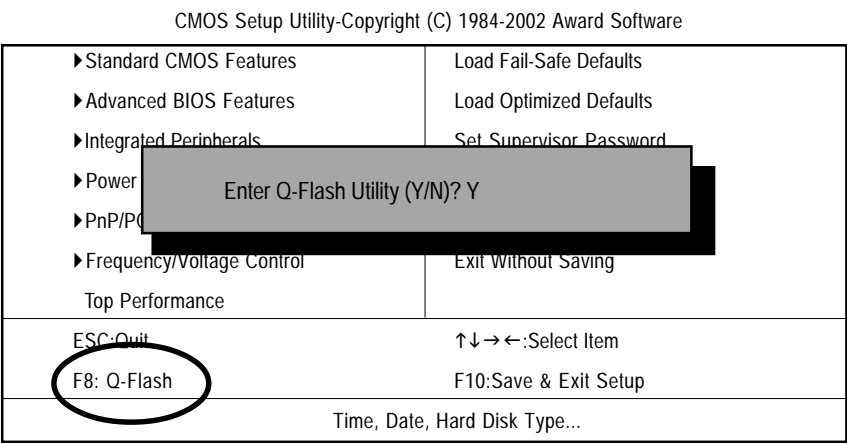 CMOS Setup Utility-Copyright (C) 1984-2002 Award Software
▶Standard CMOS Features
Load Fail-Safe Defaults
▶Advanced BIOS Features
Load Optimized Defaults
▶Integrated Peripherals
Set Supervisor Password
▶Power
Enter Q-Flash Utility (Y/N)? Y
▶PnP/PC
▶Frequency/Voltage Control
Exit Without Saving
Top Performance
ESC:Quit
↑↓→←:Select Item
F8: Q-Flash
F10:Save & Exit Setup
Time, Date, Hard Disk Type...